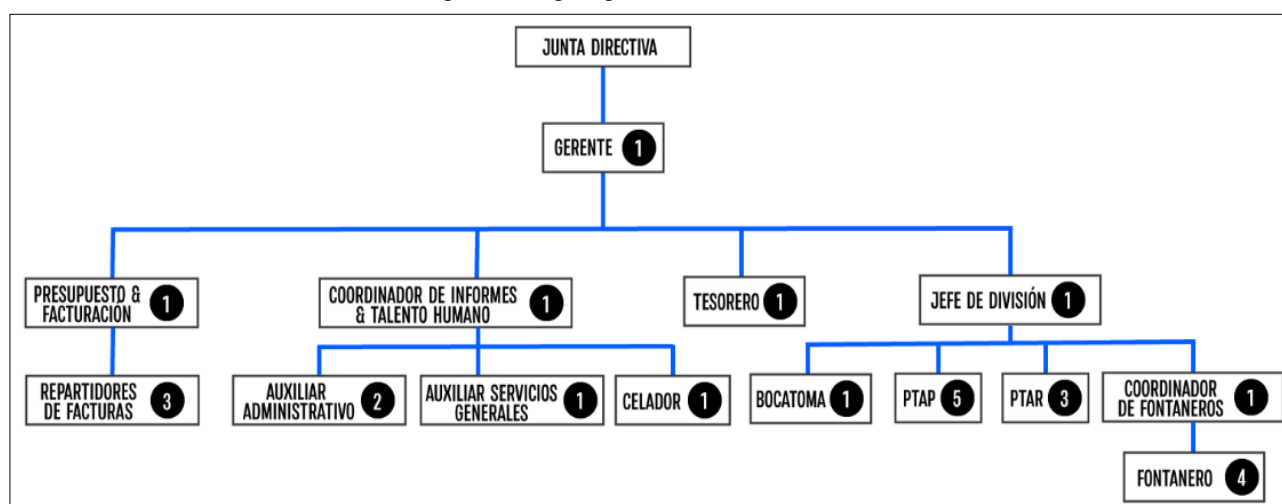 JUNTA DIRECTIVA
GERENTE 1
PRESUPUESTO &
FACTURACIÓN 1
COORDINADOR DE INFORMES
& TALENTO HUMANO 1
TESORERO 1
JEFE DE DIVISIÓN 1
REPARTIDORES
DE FACTURAS 3
AUXILIAR
ADMINISTRATIVO 2
AUXILIAR SERVICIOS
GENERALES 1
CELADOR 1
BOCATOMA 1
PTAP 5
PTAR 3
COORDINADOR
DE FONTANEROS 1
FONTANERO 4